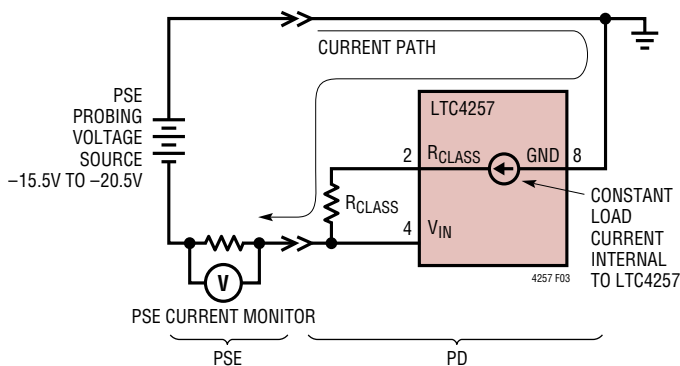 CURRENT PATH
PSE
PROBING
VOLTAGE
SOURCE
–15.5V TO –20.5V
LTC4257
2
RCLASS
GND
8
RCLASS
4
VIN
CONSTANT
LOAD
CURRENT
INTERNAL
TO LTC4257
V
4257 F03
PSE CURRENT MONITOR
PSE
PD